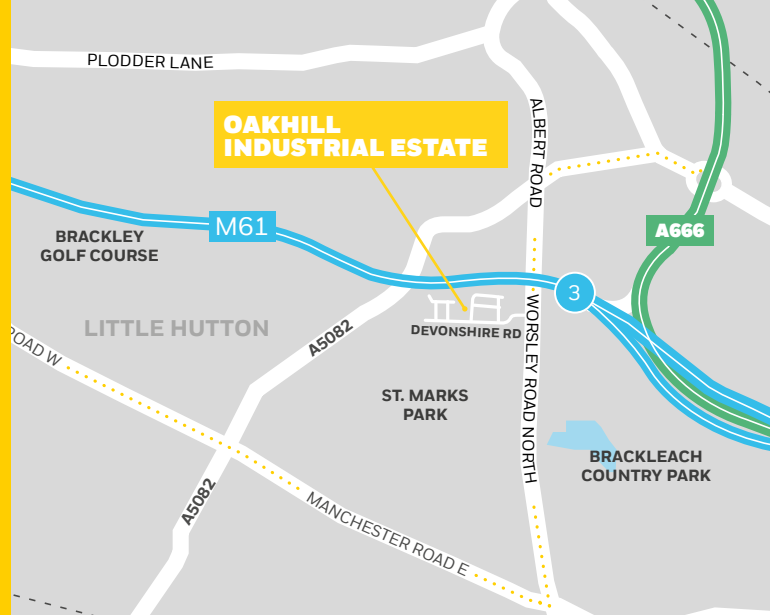 PLODDER LANE
OAKHILL
INDUSTRIAL ESTATE
ALBERT ROAD
M61
A666
BRACKLEY
GOLF COURSE
3
LITTLE HUTTON
DEVONSHIRE RD
A5082
WORSLEY ROAD NORTH
ROAD W
ST. MARKS
PARK
BRACKLEACH
COUNTRY PARK
A5082
MANCHESTER ROAD E